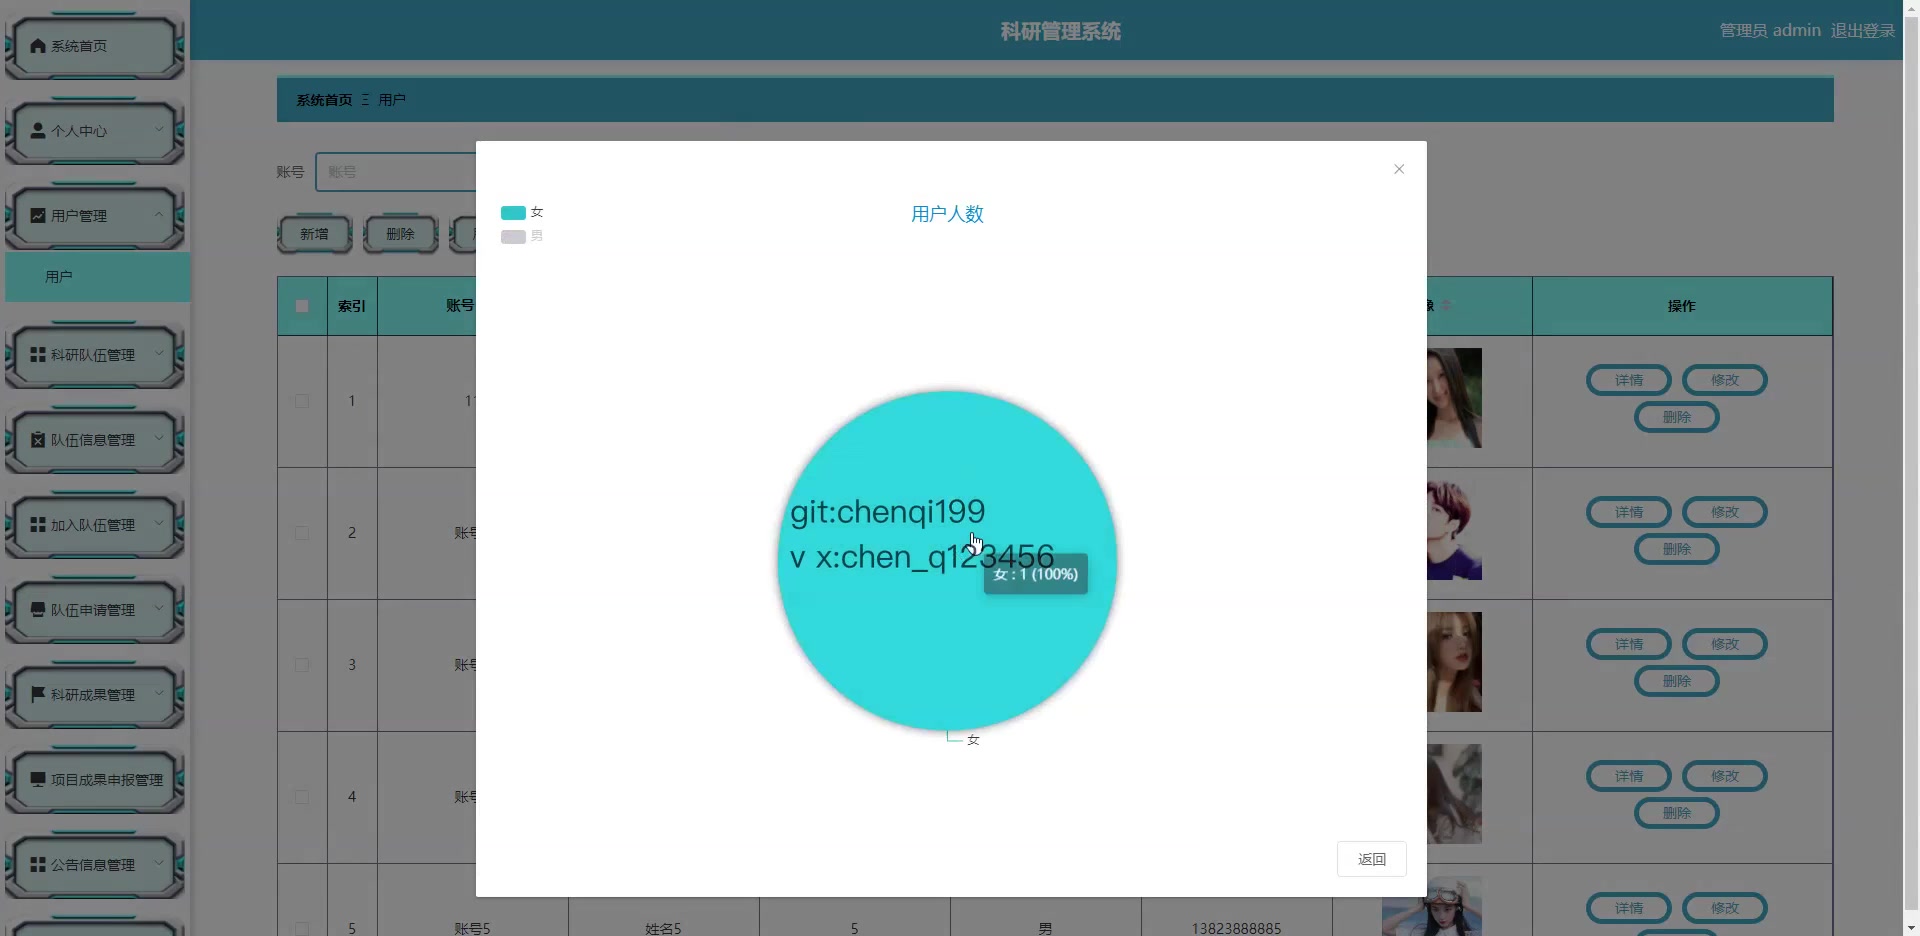 科研管理系统
管理员 admin 退出登录
系统首页
个人中心
用户管理
用户
科研队伍管理
队伍信息管理
加入队伍管理
队伍申请管理
科研成果管理
项目成果申报管理
公告信息管理
系统首页 Ξ 用户
账号 账号
新增 删除
索引 账号 操作
1 11 详情 修改
删除
2 账号 详情 修改
删除
3 账号 详情 修改
删除
4 账号 详情 修改
删除
5 账号5 姓名5 5 男 13823888885 详情 修改
用户人数
女
男
git:chenqi199
v x:chen_q123456
女 : 1 (100%)
女
返回